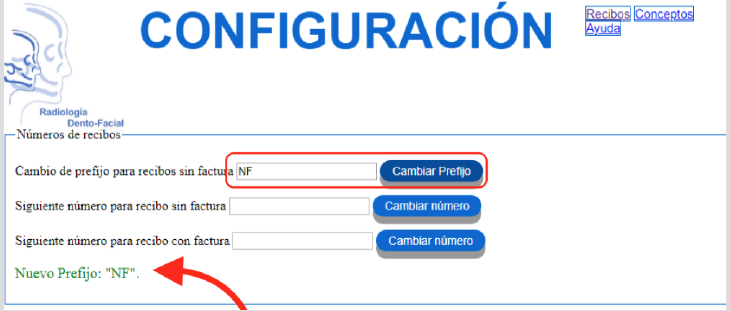 CONFIGURACIÓN
Recibos Conceptos
Ayuda
Radiología
Dento-Facial
Números de recibos
Cambio de prefijo para recibos sin factura NF Cambiar Prefijo
Siguiente número para recibo sin factura Cambiar número
Siguiente número para recibo con factura Cambiar número
Nuevo Prefijo: "NF".